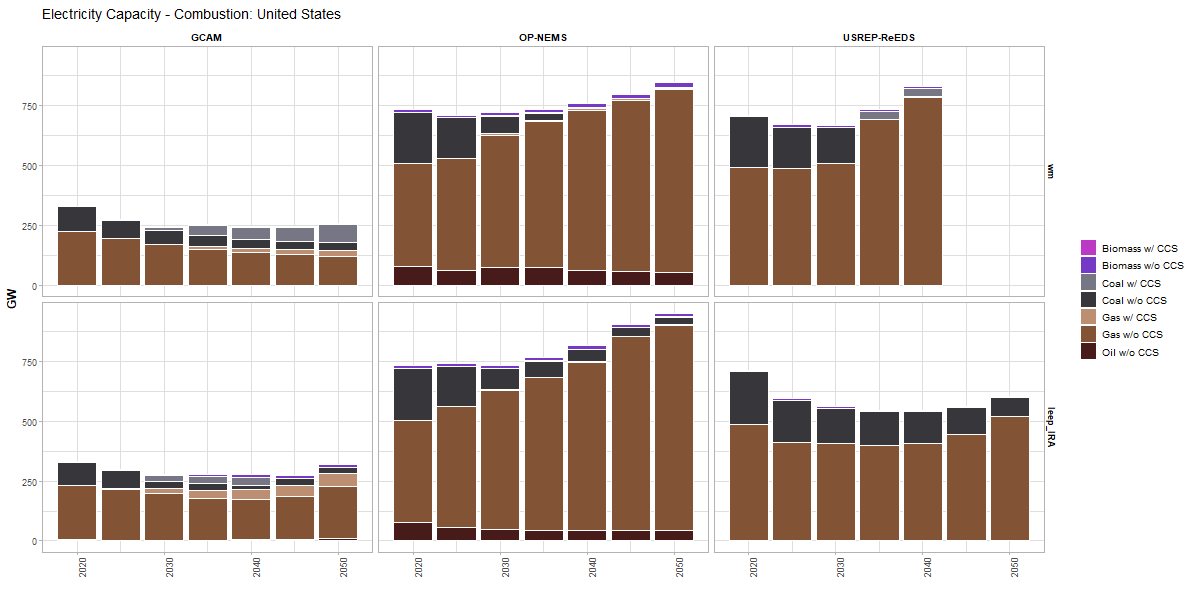 Electricity Capacity - Combustion: United States
GCAM
OP-NEMS
USREP-ReEDS
GW
750
500
250
0
wm
750
500
250
0
leep_IRA
2020
2030
2040
2050
2020
2030
2040
2050
2020
2030
2040
2050
Biomass w/ CCS
Biomass w/o CCS
Coal w/ CCS
Coal w/o CCS
Gas w/ CCS
Gas w/o CCS
Oil w/o CCS